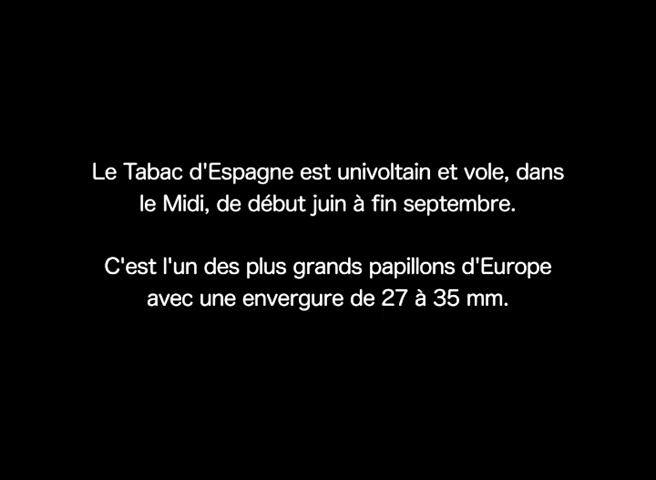 Le Tabac d'Espagne est univoltain et vole, dans
le Midi, de début juin à fin septembre.
C'est l'un des plus grands papillons d'Europe
avec une envergure de 27 à 35 mm.